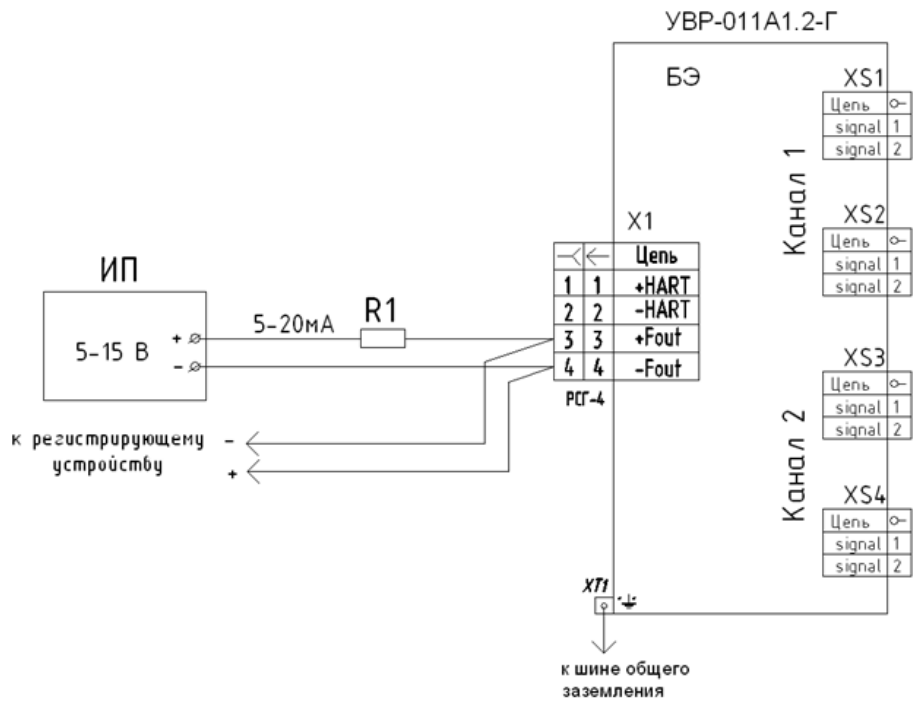 УВР-011А1.2-Г
БЭ
XS1
Цепь
signal 1
signal 2
Канал 1
XS2
Цепь
signal 1
signal 2
X1
Цепь
1 1 +HART
2 2 -HART
3 3 +Fout
4 4 -Fout
РСГ-4
ИП
5-15 В
+
-
5-20мА
R1
к регистрирующему
устройству
-
+
XS3
Цепь
signal 1
signal 2
Канал 2
XS4
Цепь
signal 1
signal 2
XT1
к шине общего
заземления